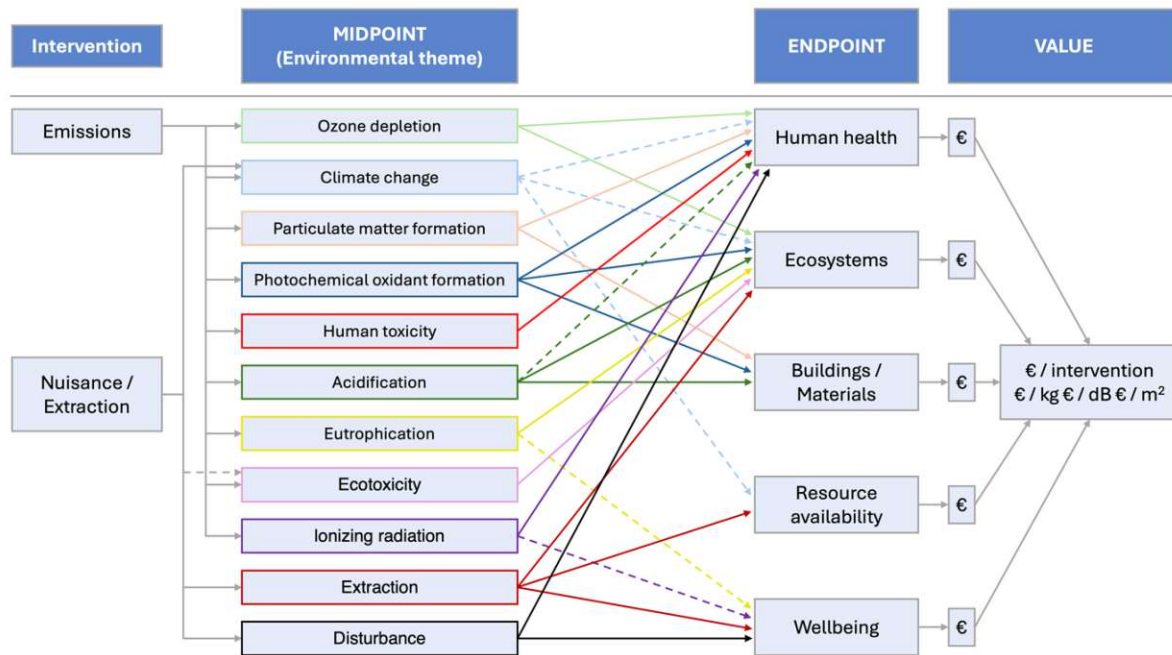 Intervention
MIDPOINT
(Environmental theme)
ENDPOINT
VALUE
Emissions
Nuisance /
Extraction
Ozone depletion
Climate change
Particulate matter formation
Photochemical oxidant formation
Human toxicity
Acidification
Eutrophication
Ecotoxicity
Ionizing radiation
Extraction
Disturbance
Human health
Ecosystems
Buildings /
Materials
Resource
availability
Wellbeing
€
€
€
€
€
€ / intervention
€ / kg € / dB € / m²